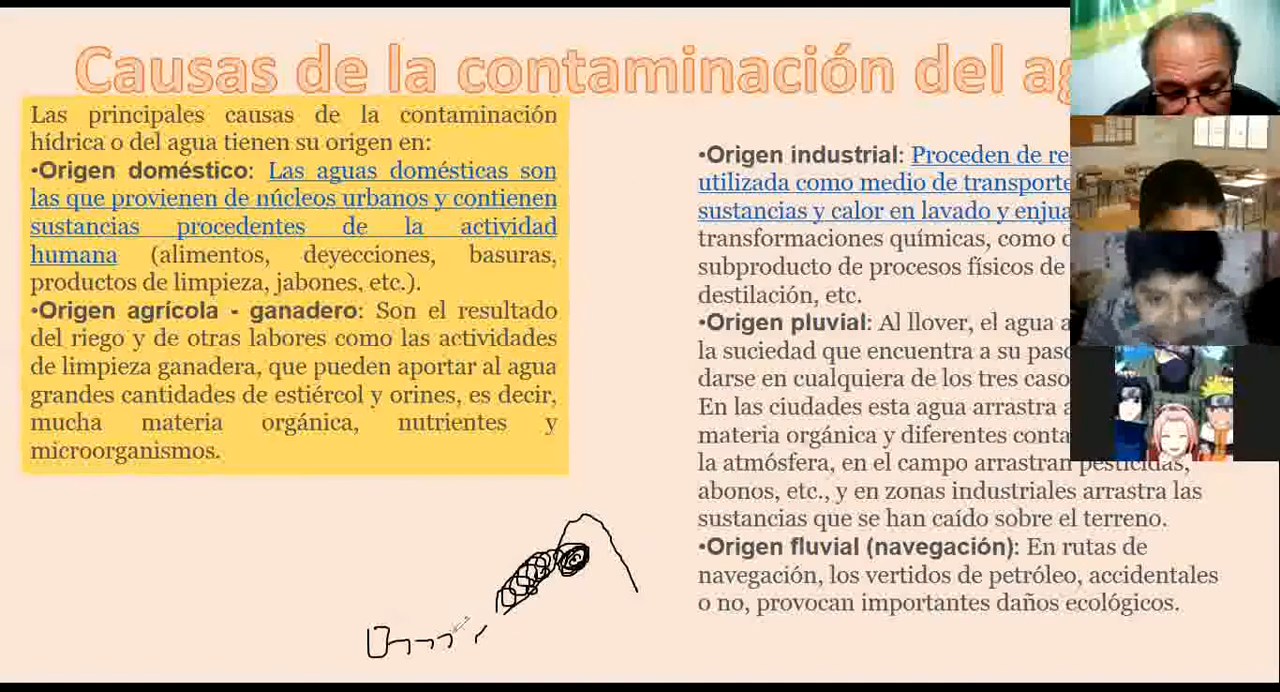 Causas de la contaminación del
Las principales causas de la contaminación
hídrica o del agua tienen su origen en:
•Origen doméstico: Las aguas domésticas son
las que provienen de núcleos urbanos y contienen
sustancias procedentes de la actividad
humana (alimentos, deyecciones, basuras,
productos de limpieza, jabones, etc.).
•Origen agrícola - ganadero: Son el resultado
del riego y de otras labores como las actividades
de limpieza ganadera, que pueden aportar al agua
grandes cantidades de estiércol y orines, es decir,
mucha materia orgánica, nutrientes y
microorganismos.
•Origen industrial: Proceden de
utilizada como medio de transporte
sustancias y calor en lavado y
transformaciones químicas, como
subproducto de procesos físicos de
destilación, etc.
•Origen pluvial: Al llover, el agua
la suciedad que encuentra a su
darse en cualquiera de los tres
En las ciudades esta agua arrastra
materia orgánica y diferentes
la atmósfera, en el campo arrastran pesticidas,
abonos, etc., y en zonas industriales arrastra las
sustancias que se han caído sobre el terreno.
•Origen fluvial (navegación): En rutas de
navegación, los vertidos de petróleo, accidentales
o no, provocan importantes daños ecológicos.